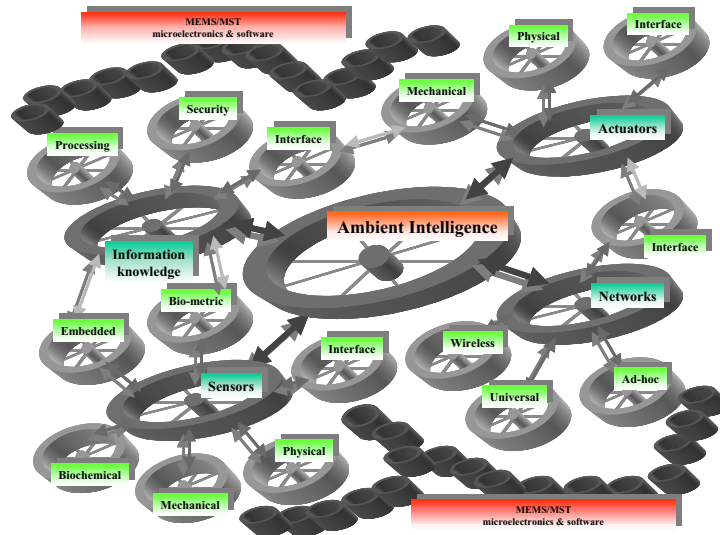 MEMS/MST
microelectronics & software
Interface
Physical
Mechanical
Security
Actuators
Processing
Interface
Ambient Intelligence
Information
knowledge
Interface
Bio-metric
Networks
Embedded
Wireless
Interface
Sensors
Ad-hoc
Universal
Physical
Biochemical
Mechanical
MEMS/MST
microelectronics & software